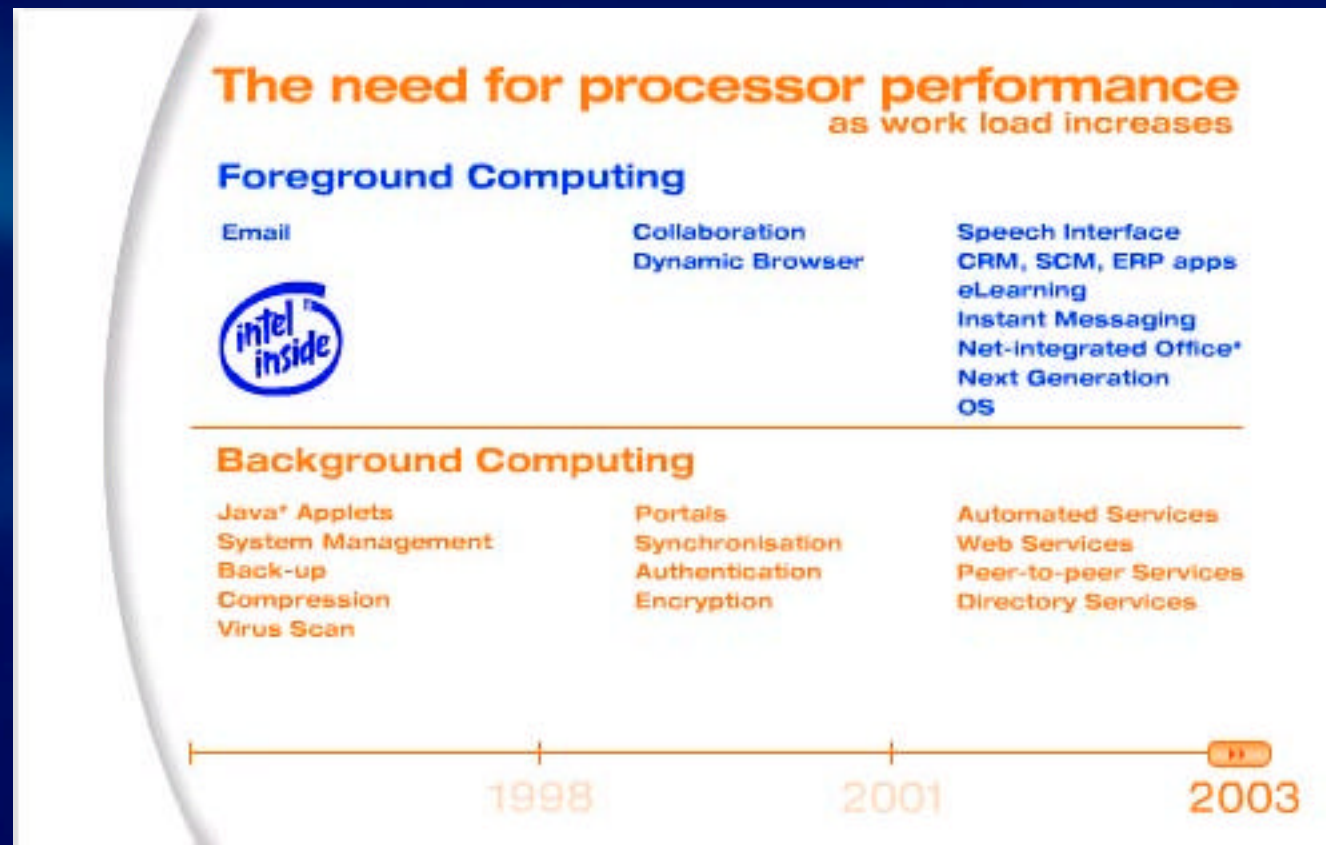 The need for processor performance
as work load increases
Foreground Computing
Email
Collaboration
Dynamic Browser
Speech Interface
CRM, SCM, ERP apps
eLearning
Instant Messaging
Net-integrated Office*
Next Generation
OS
intel
inside
Background Computing
Java* Applets
System Management
Back-up
Compression
Virus Scan
Portals
Synchronisation
Authentication
Encryption
Automated Services
Web Services
Peer-to-peer Services
Directory Services
1998
2001
2003